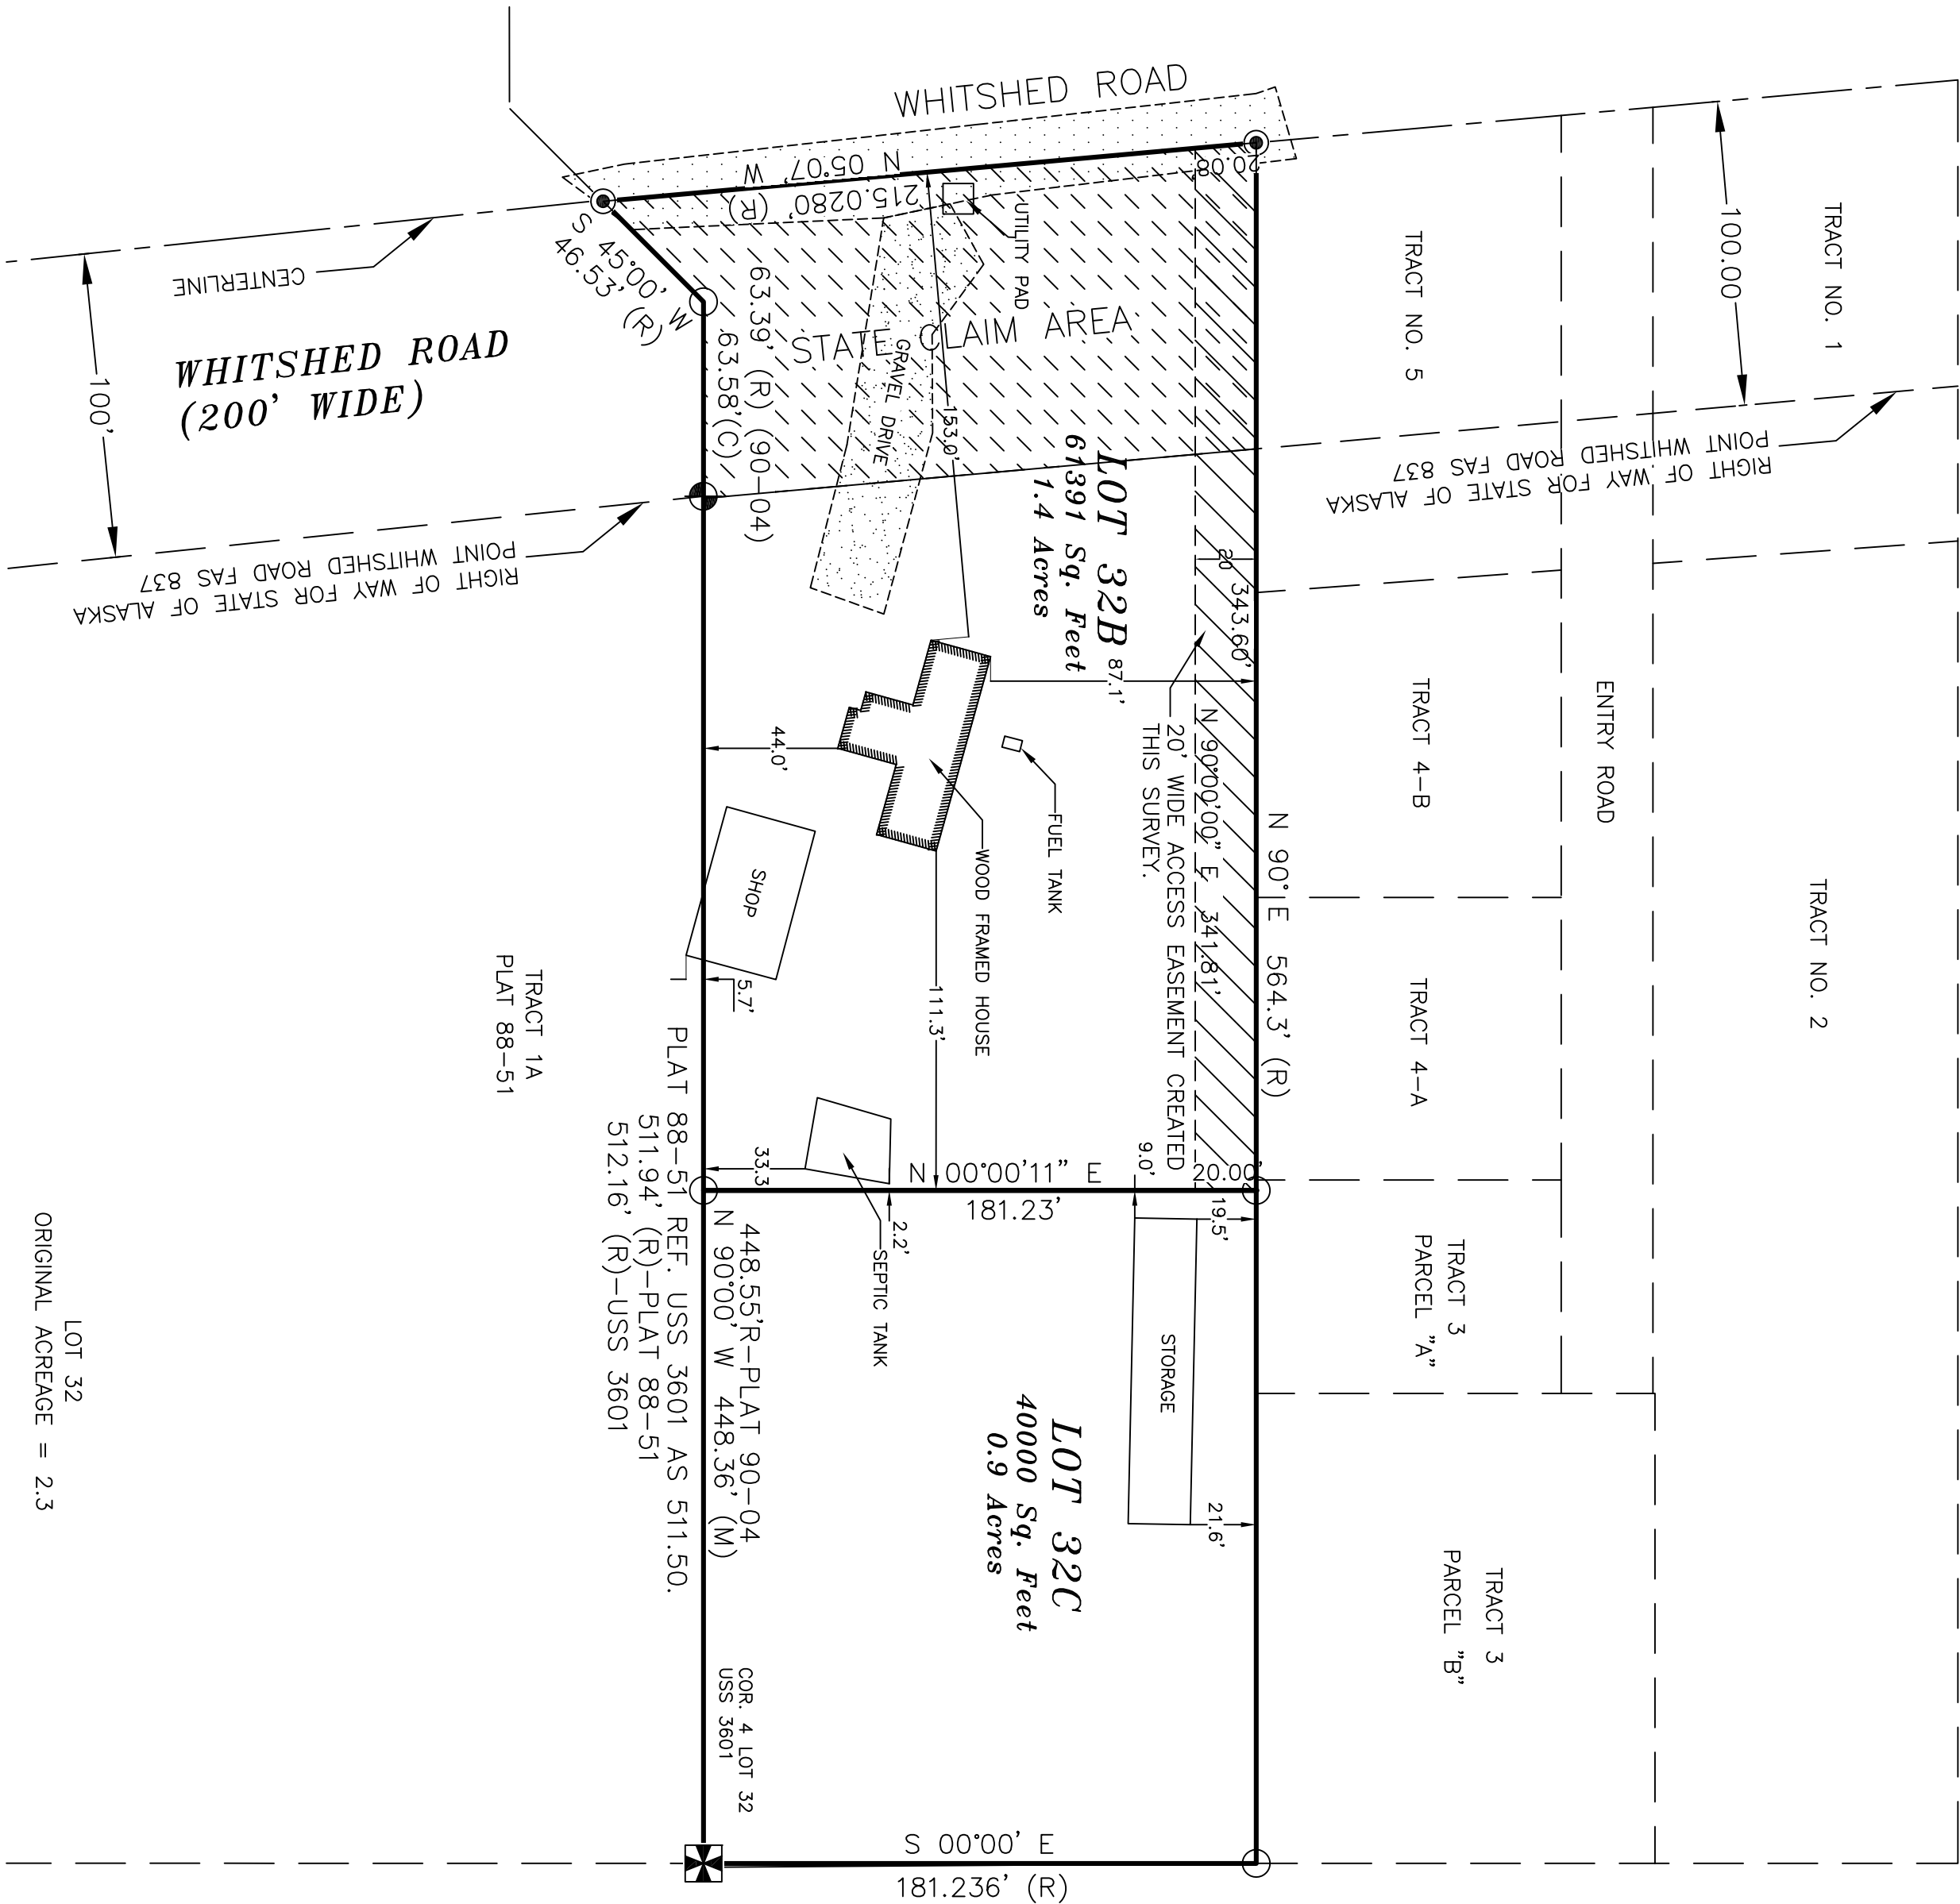 WHITSHED ROAD
N 05°07' W
215.0280' (R)
20.08
UTILITY PAD
S 45°00' W
46.53' (R)
63.39' (R) (90-04)
63.58'(C)
STATE CLAIM AREA
GRAVEL DRIVE
153.0'
CENTERLINE
WHITSHED ROAD
(200' WIDE)
100'
RIGHT OF WAY FOR STATE OF ALASKA
POINT WHITSHED ROAD FAS 837
TRACT NO. 1
100.00
TRACT NO. 5
RIGHT OF WAY FOR STATE OF ALASKA
POINT WHITSHED ROAD FAS 837
LOT 32B
61391 Sq. Feet
1.4 Acres
20
343.60'
87.1'
TRACT 4-B
ENTRY ROAD
TRACT NO. 2
TRACT 4-A
N 90° E 564.3' (R)
N 90°00'00" E 341.81'
20' WIDE ACCESS EASEMENT CREATED
THIS SURVEY.
FUEL TANK
WOOD FRAMED HOUSE
44.0'
SHOP
5.7'
111.3'
TRACT 1A
PLAT 88-51
33.3
N 00°00'11" E
181.23'
9.0'
20.00'
19.5'
2.2'
SEPTIC TANK
448.55'R-PLAT 90-04
N 90°00' W 448.36' (M)
PLAT 88-51 REF. USS 3601 AS 511.50.
511.94' (R)-PLAT 88-51
512.16' (R)-USS 3601
TRACT 3
PARCEL "A"
STORAGE
21.6'
LOT 32C
40000 Sq. Feet
0.9 Acres
TRACT 3
PARCEL "B"
COR. 4 LOT 32
USS 3601
LOT 32
ORIGINAL ACREAGE = 2.3
S 00°00' E
181.236' (R)